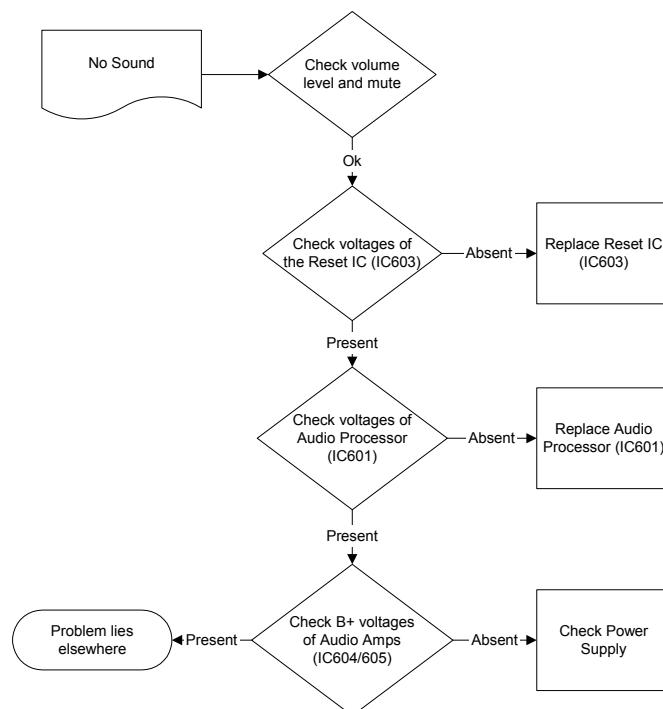 No Sound
Check volume
level and mute
Ok
Check voltages of
the Reset IC (IC603)
Absent
Replace Reset IC
(IC603)
Present
Check voltages of
Audio Processor
(IC601)
Absent
Replace Audio
Processor (IC601)
Present
Check B+ voltages
of Audio Amps
(IC604/605)
Present
Problem lies
elsewhere
Absent
Check Power
Supply